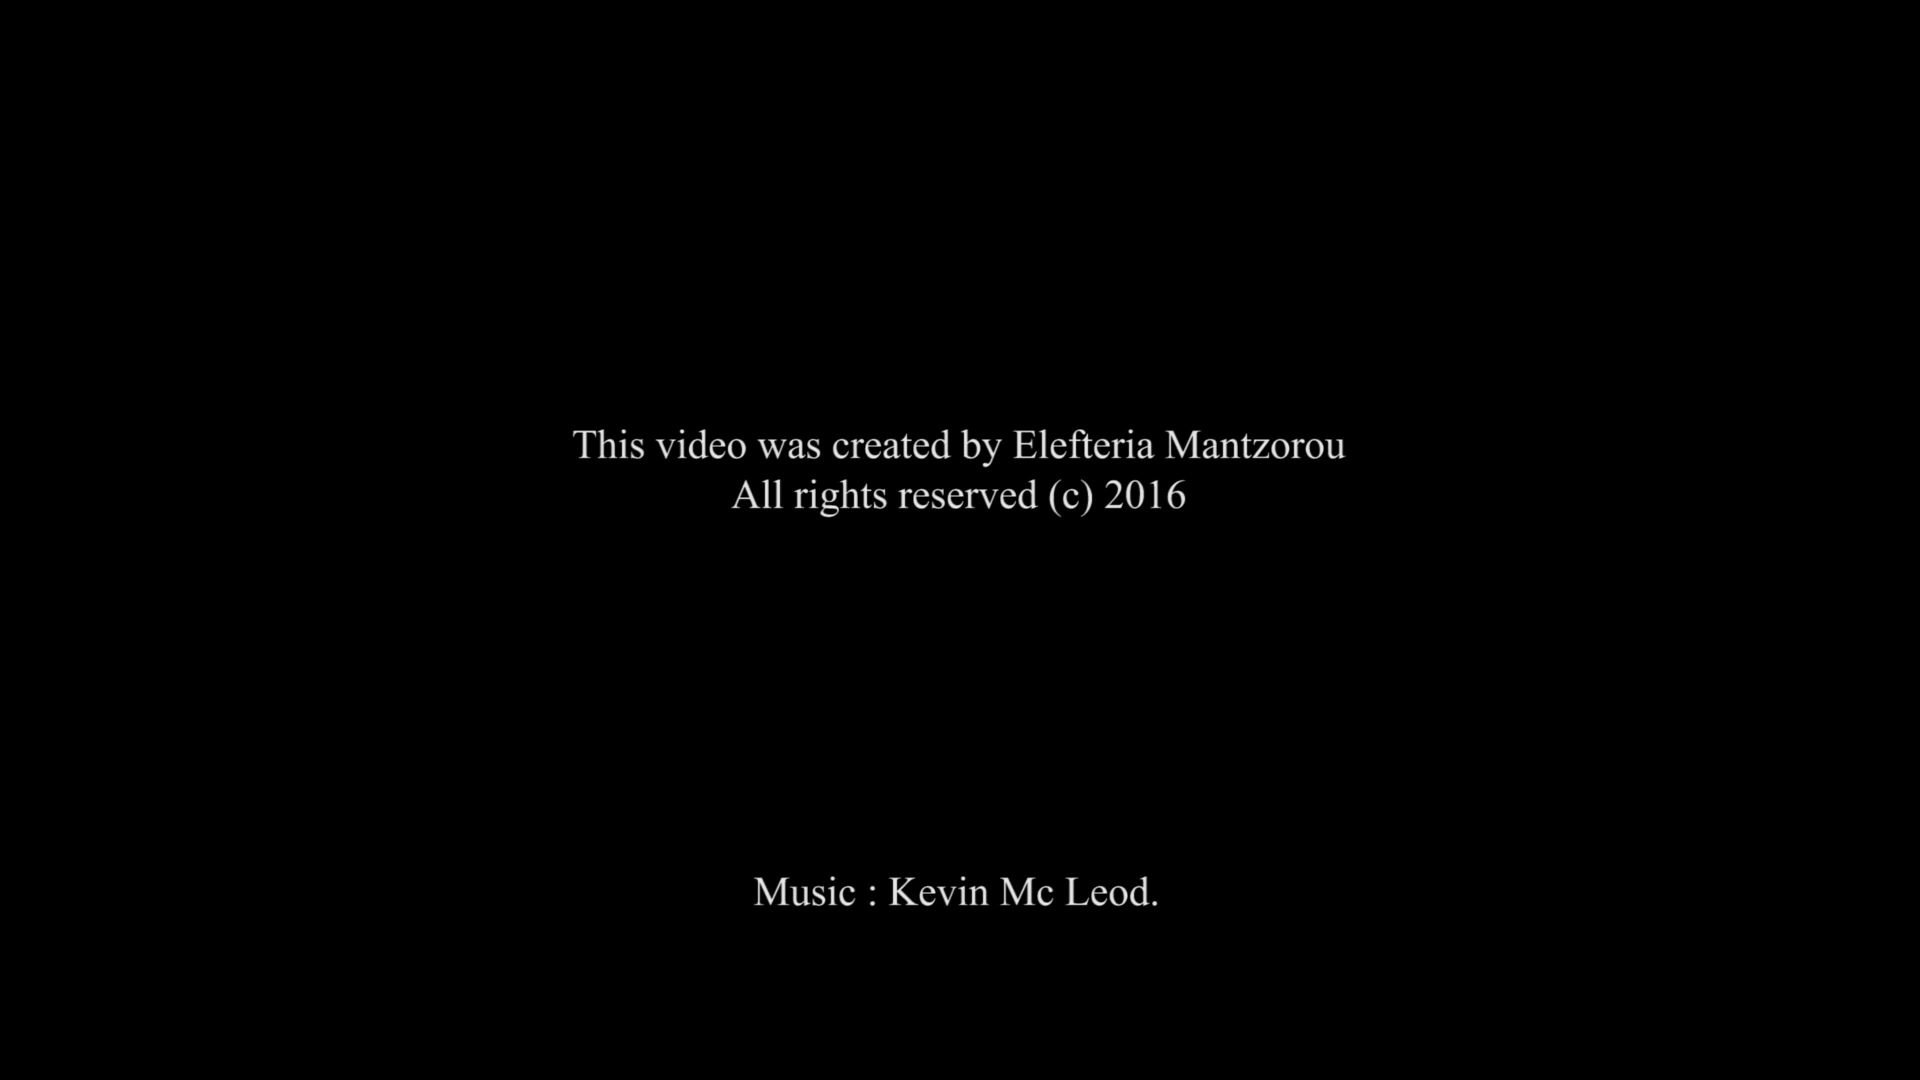 This video was created by Elefteria Mantzorou
All rights reserved (c) 2016
Music : Kevin Mc Leod.